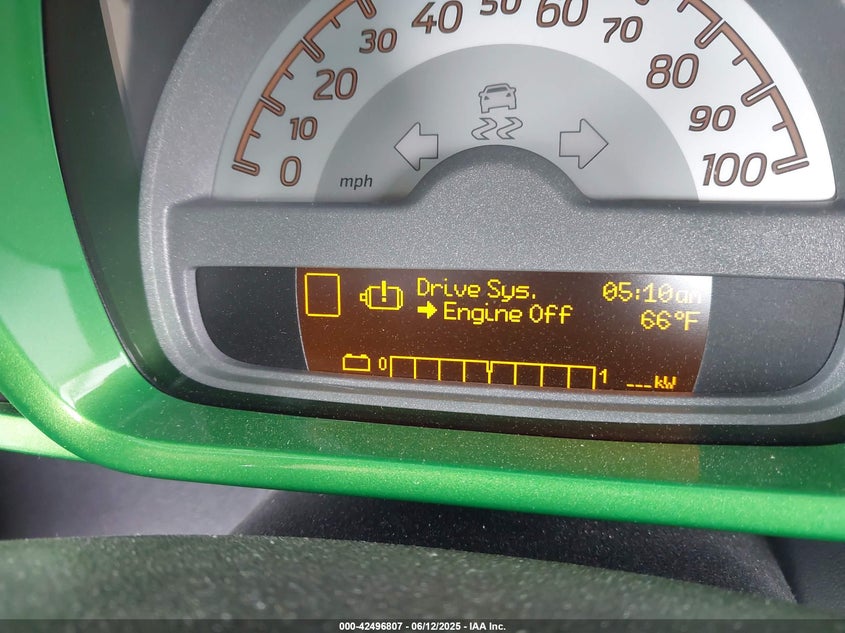 0 10 20 30 40 50 60 70 80 90 100
mph
Drive Sys. 05:10am
➜ Engine Off 66°F
0 1 ___kW
000-42496807 - 06/12/2025 - IAA Inc.